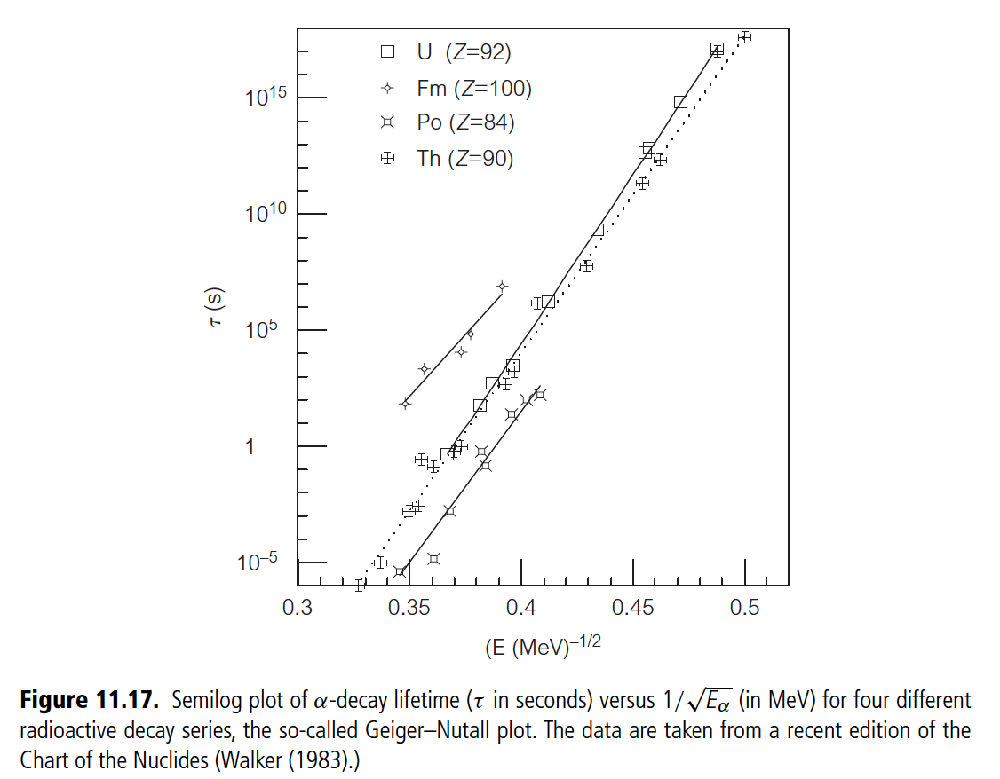 U (Z=92)
Fm (Z=100)
Po (Z=84)
Th (Z=90)
10^15
10^10
10^5
1
10^–5
τ (s)
0.3 0.35 0.4 0.45 0.5
(E (MeV)^–1/2
Figure 11.17. Semilog plot of α-decay lifetime (τ in seconds) versus 1/√Eα (in MeV) for four different
radioactive decay series, the so-called Geiger–Nutall plot. The data are taken from a recent edition of the
Chart of the Nuclides (Walker (1983).)